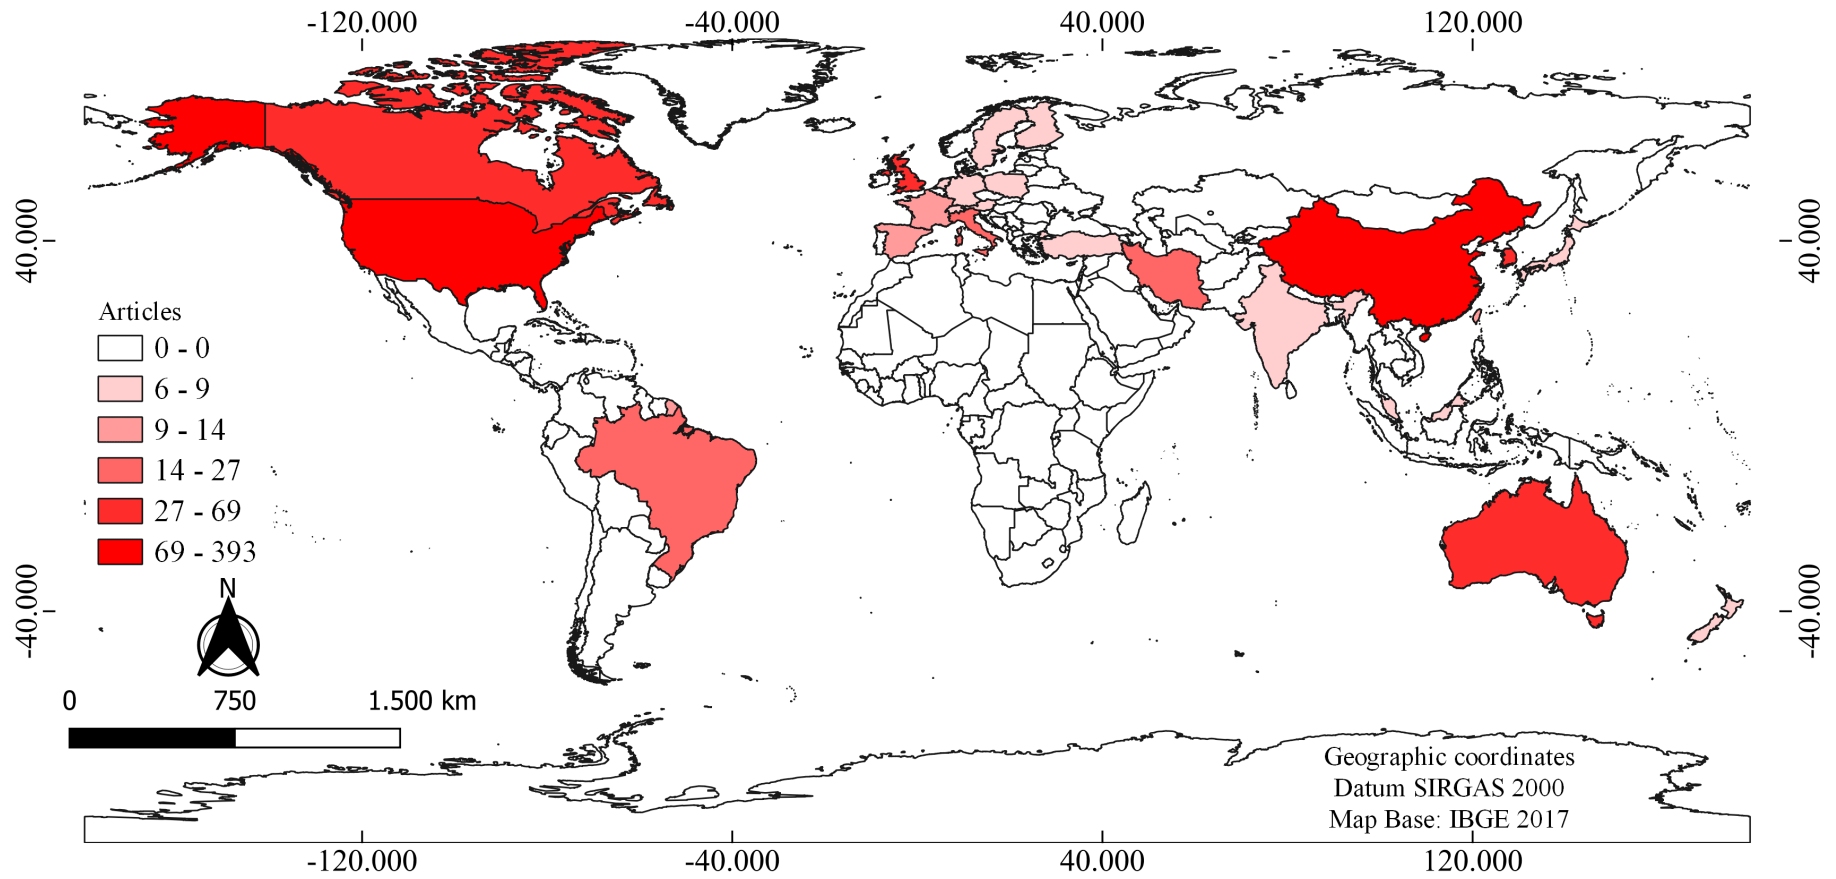 -120.000 -40.000 40.000 120.000
40.000 40.000
Articles
0 - 0
6 - 9
9 - 14
14 - 27
27 - 69
69 - 393
N
-40.000 -40.000
0 750 1.500 km
Geographic coordinates
Datum SIRGAS 2000
Map Base: IBGE 2017
-120.000 -40.000 40.000 120.000